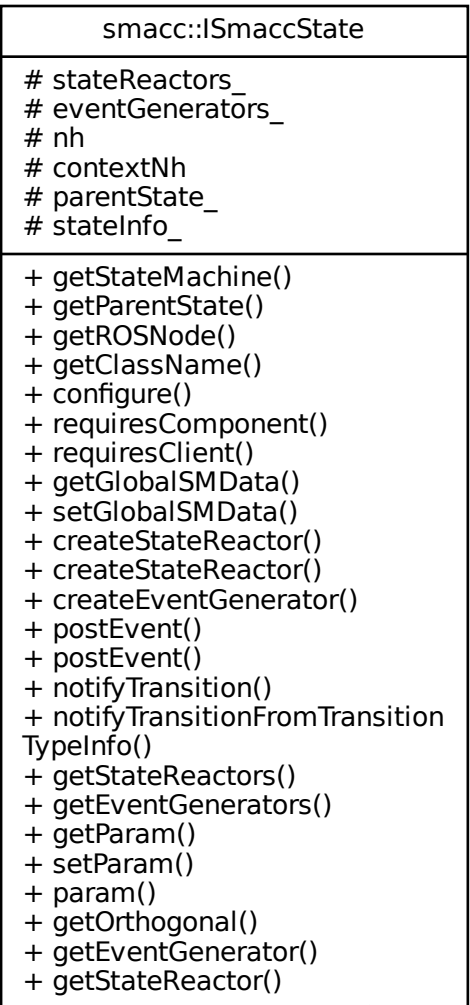 smacc::ISmaccState
# stateReactors_
# eventGenerators_
# nh
# contextNh
# parentState_
# stateInfo_
+ getStateMachine()
+ getParentState()
+ getROSNode()
+ getClassName()
+ configure()
+ requiresComponent()
+ requiresClient()
+ getGlobalSMData()
+ setGlobalSMData()
+ createStateReactor()
+ createStateReactor()
+ createEventGenerator()
+ postEvent()
+ postEvent()
+ notifyTransition()
+ notifyTransitionFromTransition
TypeInfo()
+ getStateReactors()
+ getEventGenerators()
+ getParam()
+ setParam()
+ param()
+ getOrthogonal()
+ getEventGenerator()
+ getStateReactor()